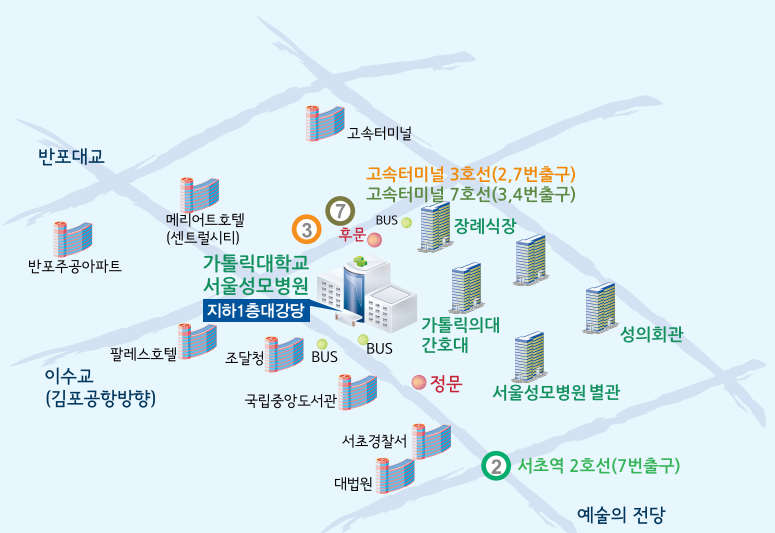 고속터미널
반포대교
고속터미널 3호선(2,7번출구)
고속터미널 7호선(3,4번출구)
메리어트호텔
(센트럴시티)
7
BUS
3
후문
장례식장
반포주공아파트
가톨릭대학교
서울성모병원
지하1층대강당
가톨릭의대
간호대
성의회관
팔레스호텔
조달청
BUS
BUS
이수교
(김포공항방향)
국립중앙도서관
정문
서울성모병원 별관
서초경찰서
대법원
2
서초역 2호선(7번출구)
예술의 전당